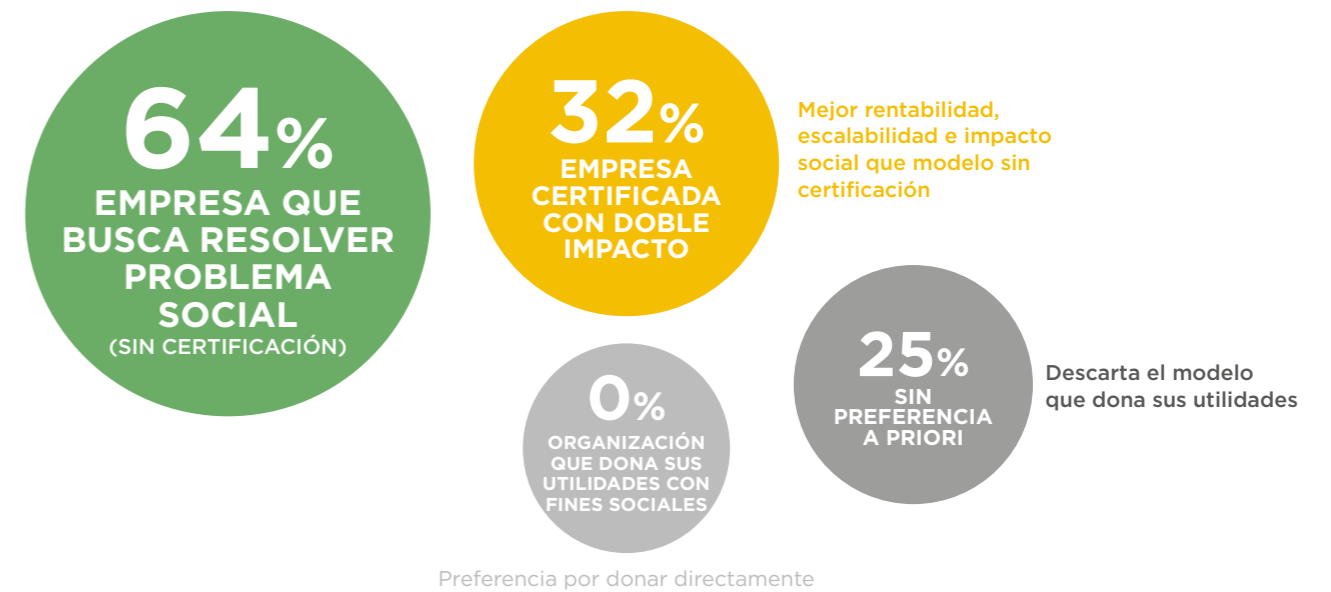 64%
EMPRESA QUE
BUSCA RESOLVER
PROBLEMA
SOCIAL
(SIN CERTIFICACIÓN)
32%
EMPRESA
CERTIFICADA
CON DOBLE
IMPACTO
Mejor rentabilidad,
escalabilidad e impacto
social que modelo sin
certificación
0%
ORGANIZACIÓN
QUE DONA SUS
UTILIDADES CON
FINES SOCIALES
Preferencia por donar directamente
25%
SIN
PREFERENCIA
A PRIORI
Descarta el modelo
que dona sus utilidades